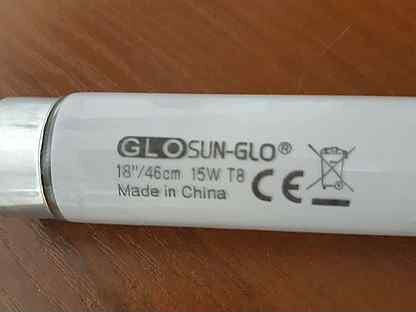 GLO SUN-GLO®
18"/46cm 15W T8
Made in China CE